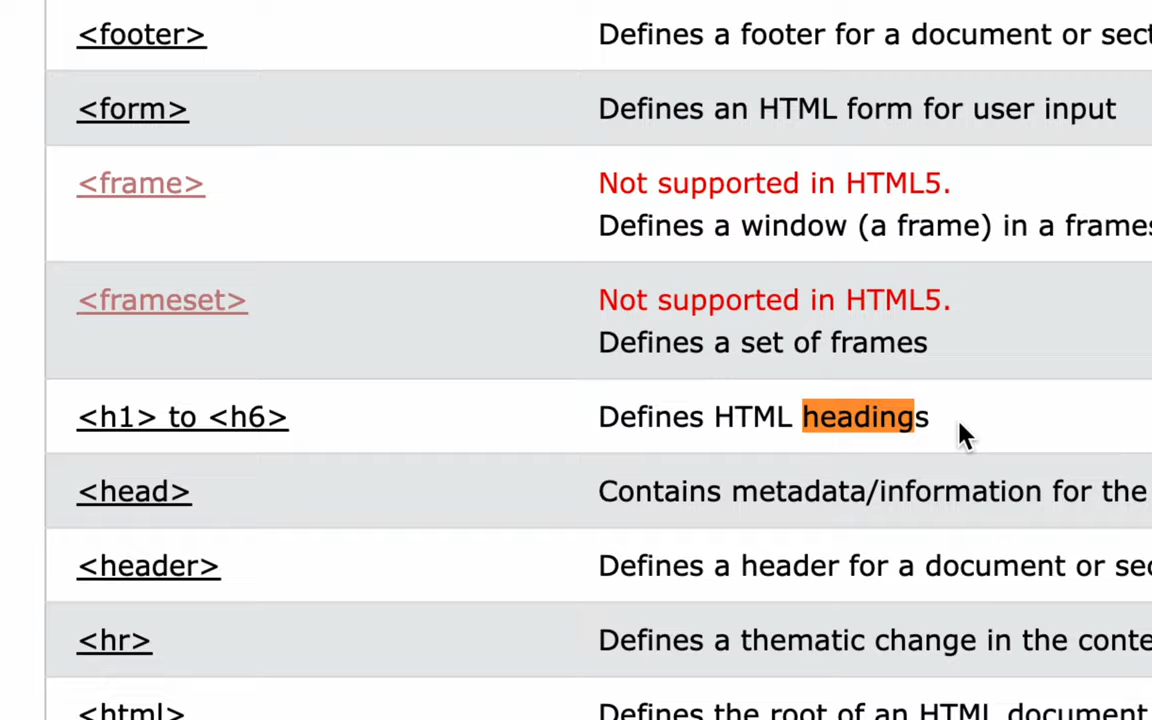 <footer> Defines a footer for a document or sect
<form> Defines an HTML form for user input
<frame> Not supported in HTML5.
Defines a window (a frame) in a frames
<frameset> Not supported in HTML5.
Defines a set of frames
<h1> to <h6> Defines HTML headings
<head> Contains metadata/information for the
<header> Defines a header for a document or sec
<hr> Defines a thematic change in the conte
<html> Defines the root of an HTML document